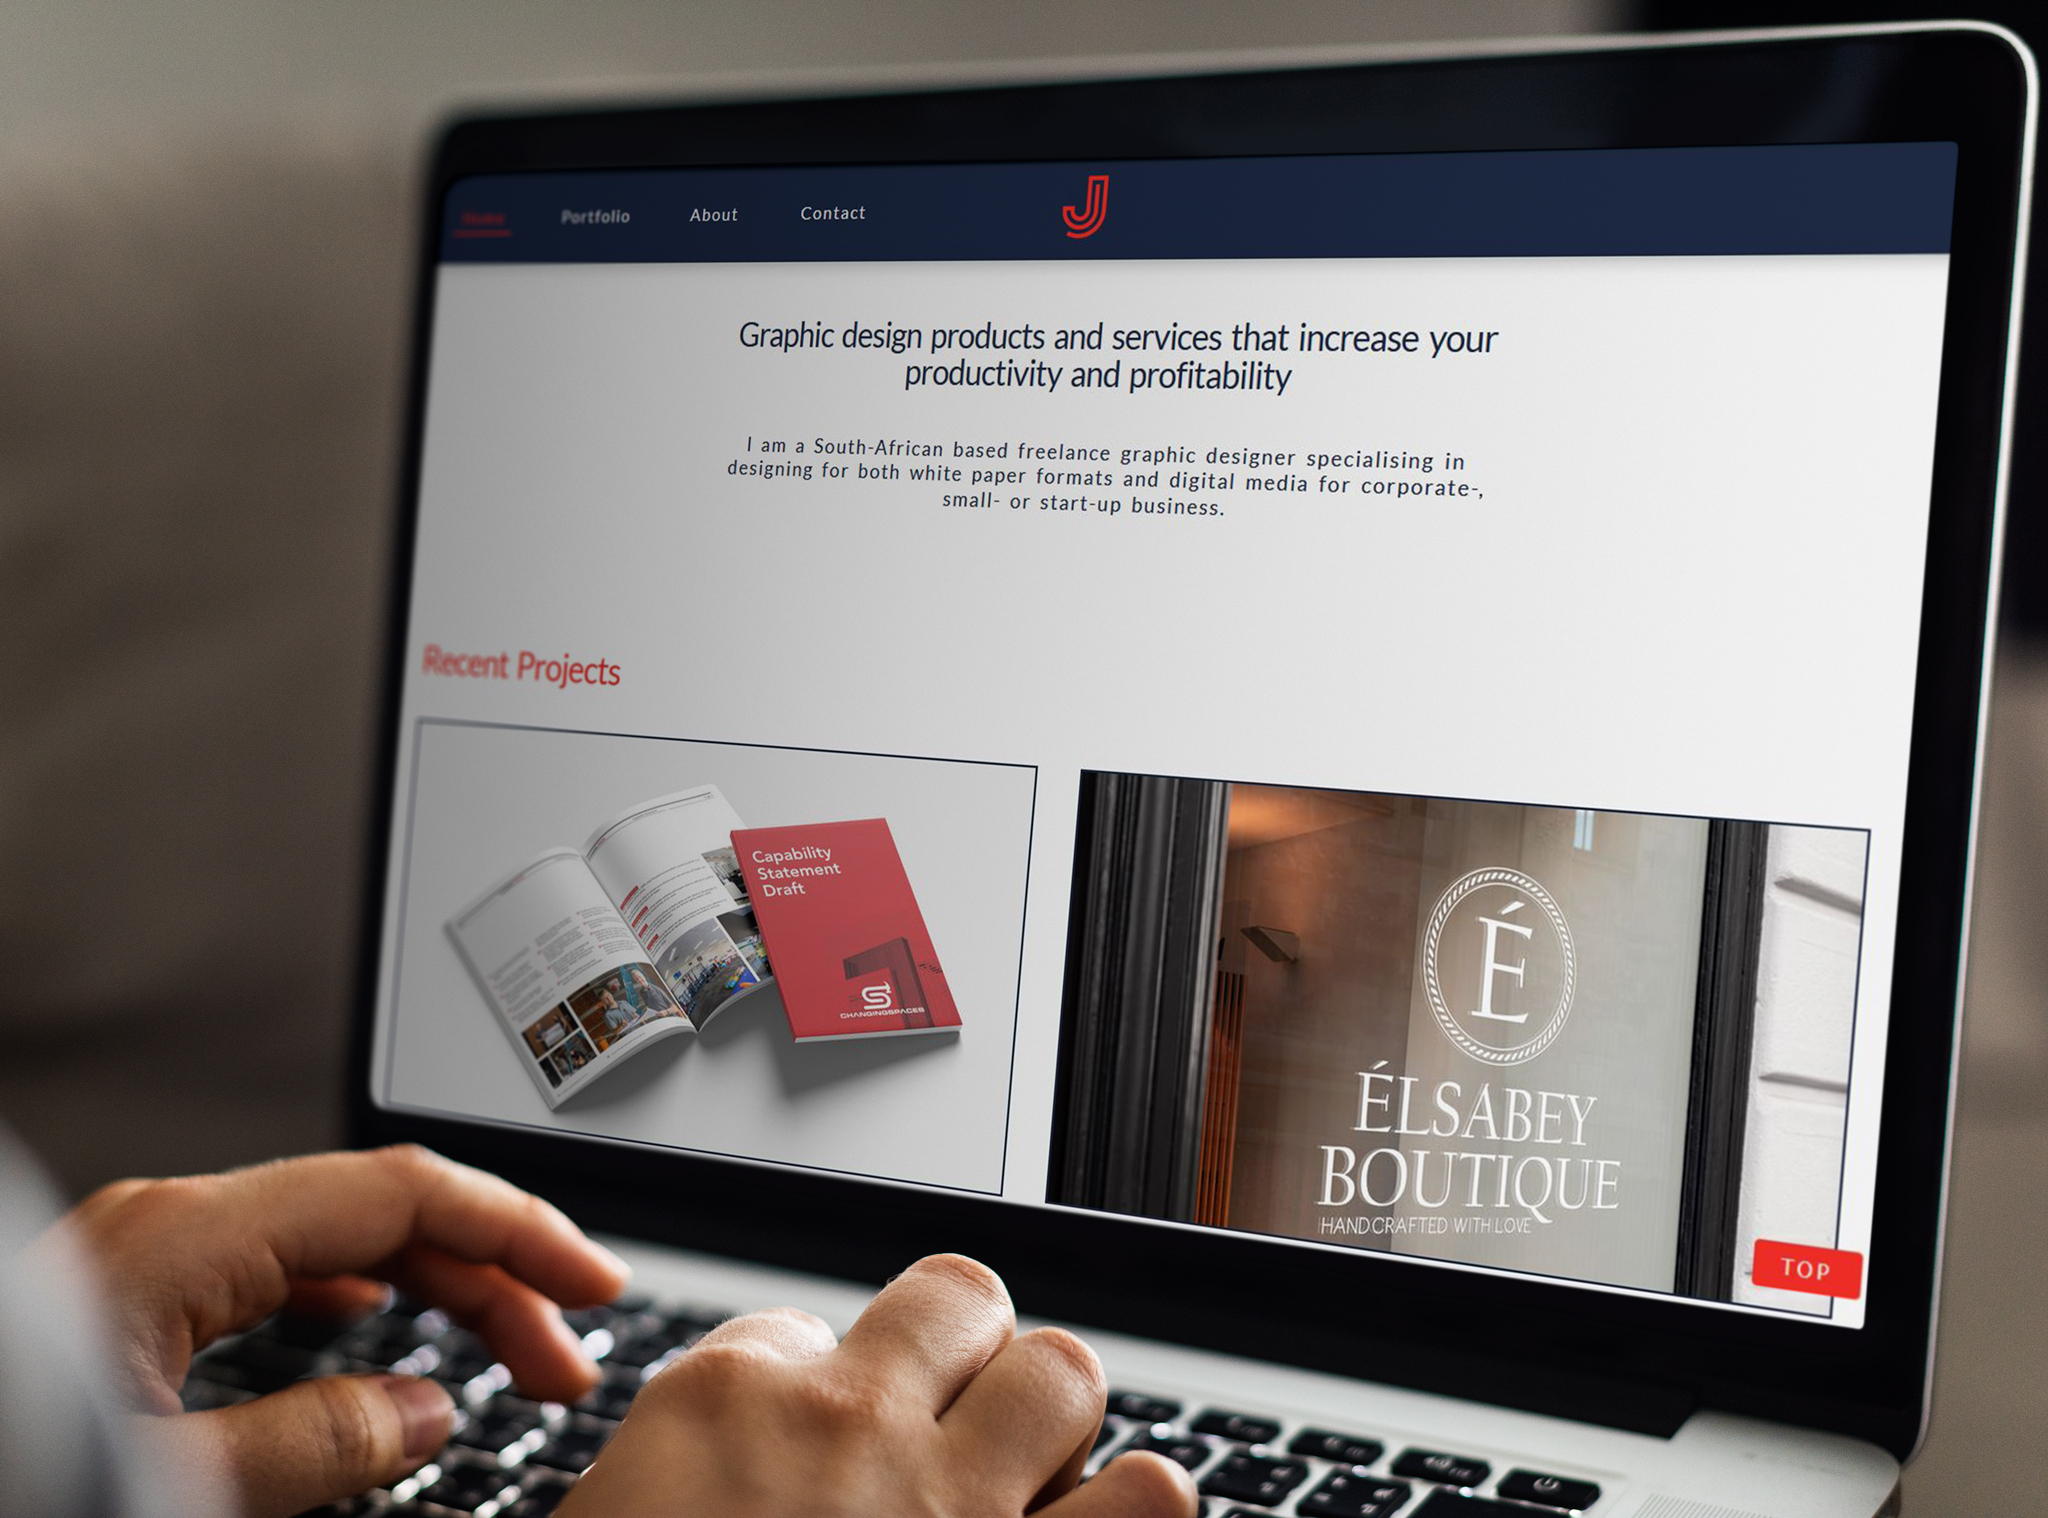 Home Portfolio About Contact
J
Graphic design products and services that increase your
productivity and profitability
I am a South-African based freelance graphic designer specialising in
designing for both white paper formats and digital media for corporate-,
small- or start-up business.
Recent Projects
Capability
Statement
Draft
CHANGINGSPACES
É
ÉLSABEY
BOUTIQUE
HANDCRAFTED WITH LOVE
TOP